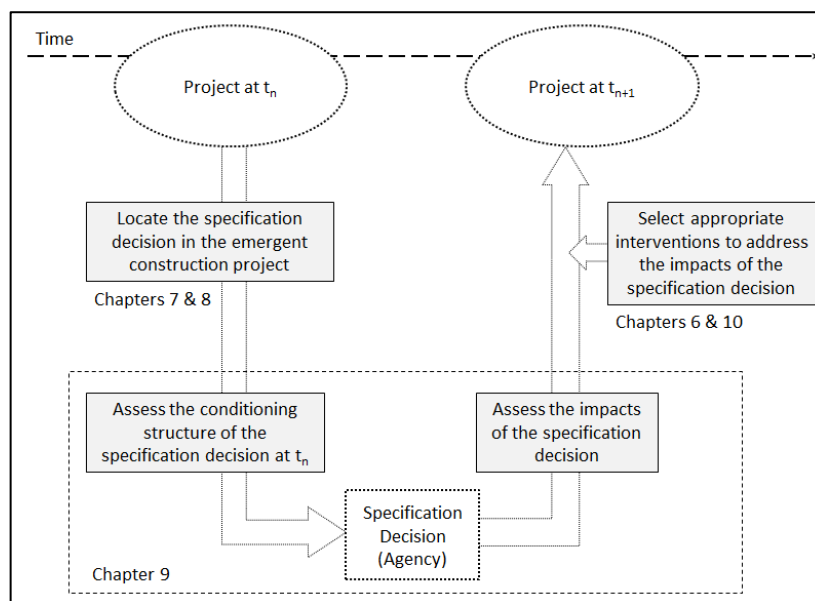 Time
Project at tn
Project at tn+1
Locate the specification
decision in the emergent
construction project
Chapters 7 & 8
Select appropriate
interventions to address
the impacts of the
specification decision
Chapters 6 & 10
Assess the conditioning
structure of the
specification decision at tn
Assess the impacts
of the specification
decision
Specification
Decision
(Agency)
Chapter 9